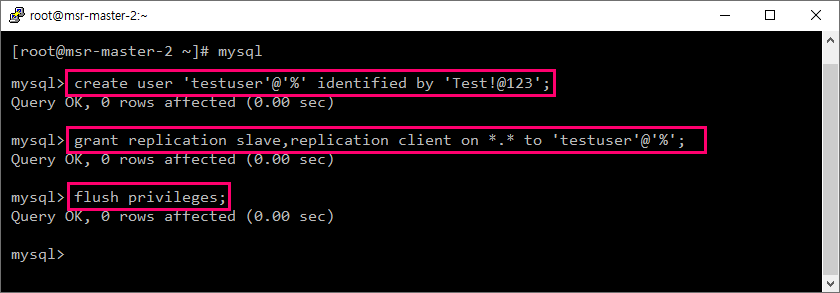 root@msr-master-2:~
[root@msr-master-2 ~]# mysql
mysql> create user 'testuser'@'%' identified by 'Test!@123';
Query OK, 0 rows affected (0.00 sec)
mysql> grant replication slave,replication client on *.* to 'testuser'@'%';
Query OK, 0 rows affected (0.00 sec)
mysql> flush privileges;
Query OK, 0 rows affected (0.00 sec)
mysql>